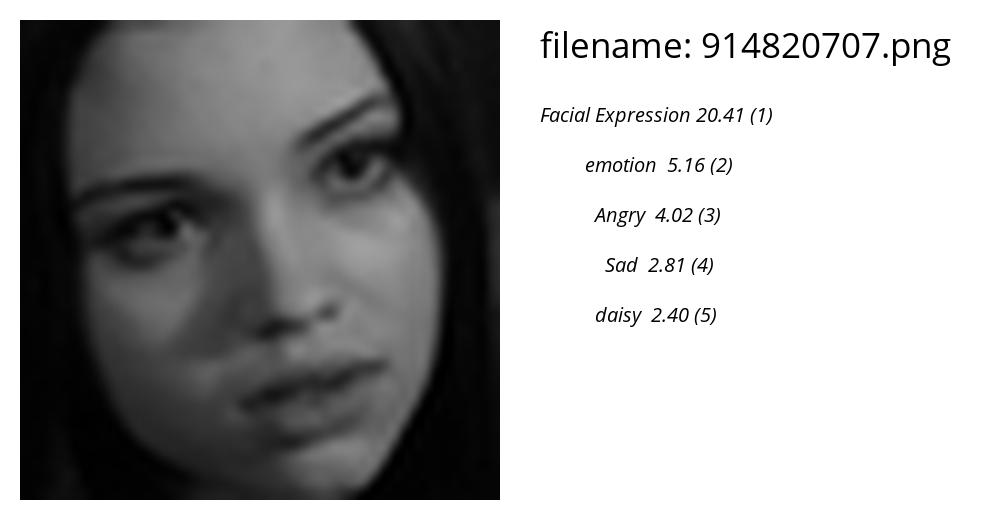 filename: 914820707.png
Facial Expression 20.41 (1)
emotion 5.16 (2)
Angry 4.02 (3)
Sad 2.81 (4)
daisy 2.40 (5)